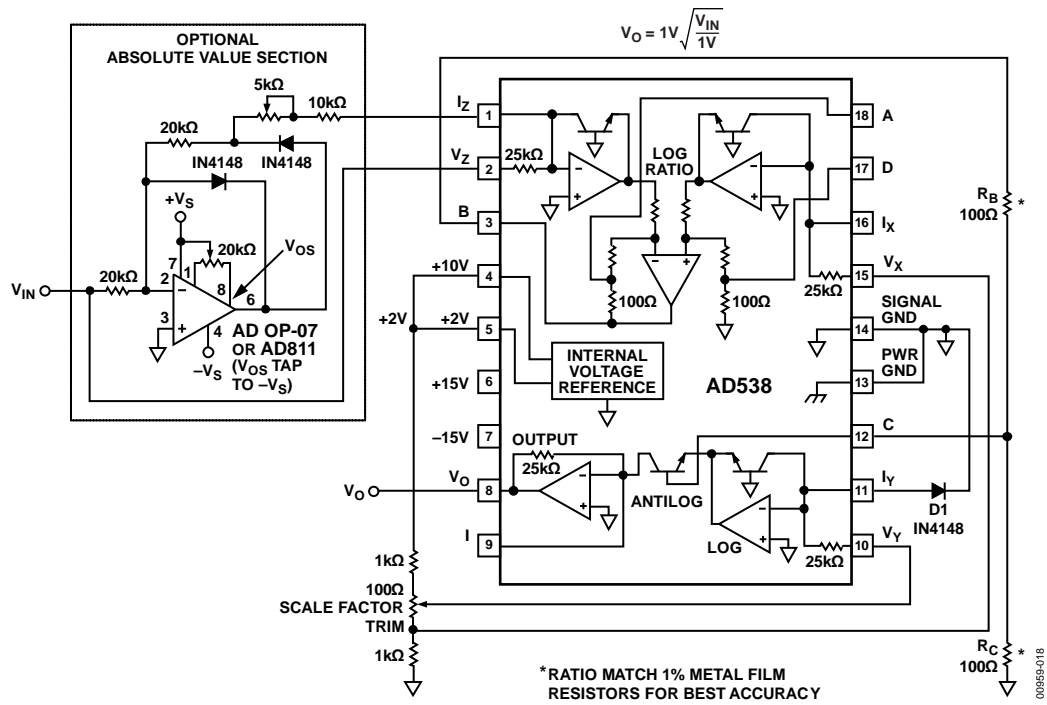 V_O = 1V √(V_IN / 1V)
OPTIONAL
ABSOLUTE VALUE SECTION
5kΩ
10kΩ
20kΩ
IN4148
IN4148
+V_S
20kΩ
V_OS
7
1
8
20kΩ
V_IN
2
–
6
3
+
4
AD OP-07
OR AD811
(V_OS TAP
TO –V_S)
–V_S
I_Z
1
V_Z
2
B
3
+10V
4
+2V
+2V
5
+15V
6
–15V
7
V_O
V_O
8
I
9
25kΩ
–
+
LOG
RATIO
–
+
–
+
100Ω
100Ω
25kΩ
INTERNAL
VOLTAGE
REFERENCE
AD538
OUTPUT
25kΩ
–
+
ANTILOG
–
+
LOG
25kΩ
18
A
17
D
16
I_X
15
V_X
14
SIGNAL
GND
13
PWR
GND
12
C
11
I_Y
10
V_Y
D1
IN4148
R_B
100Ω
*
R_C
100Ω
*
1kΩ
100Ω
SCALE FACTOR
TRIM
1kΩ
*RATIO MATCH 1% METAL FILM
RESISTORS FOR BEST ACCURACY
00959-018